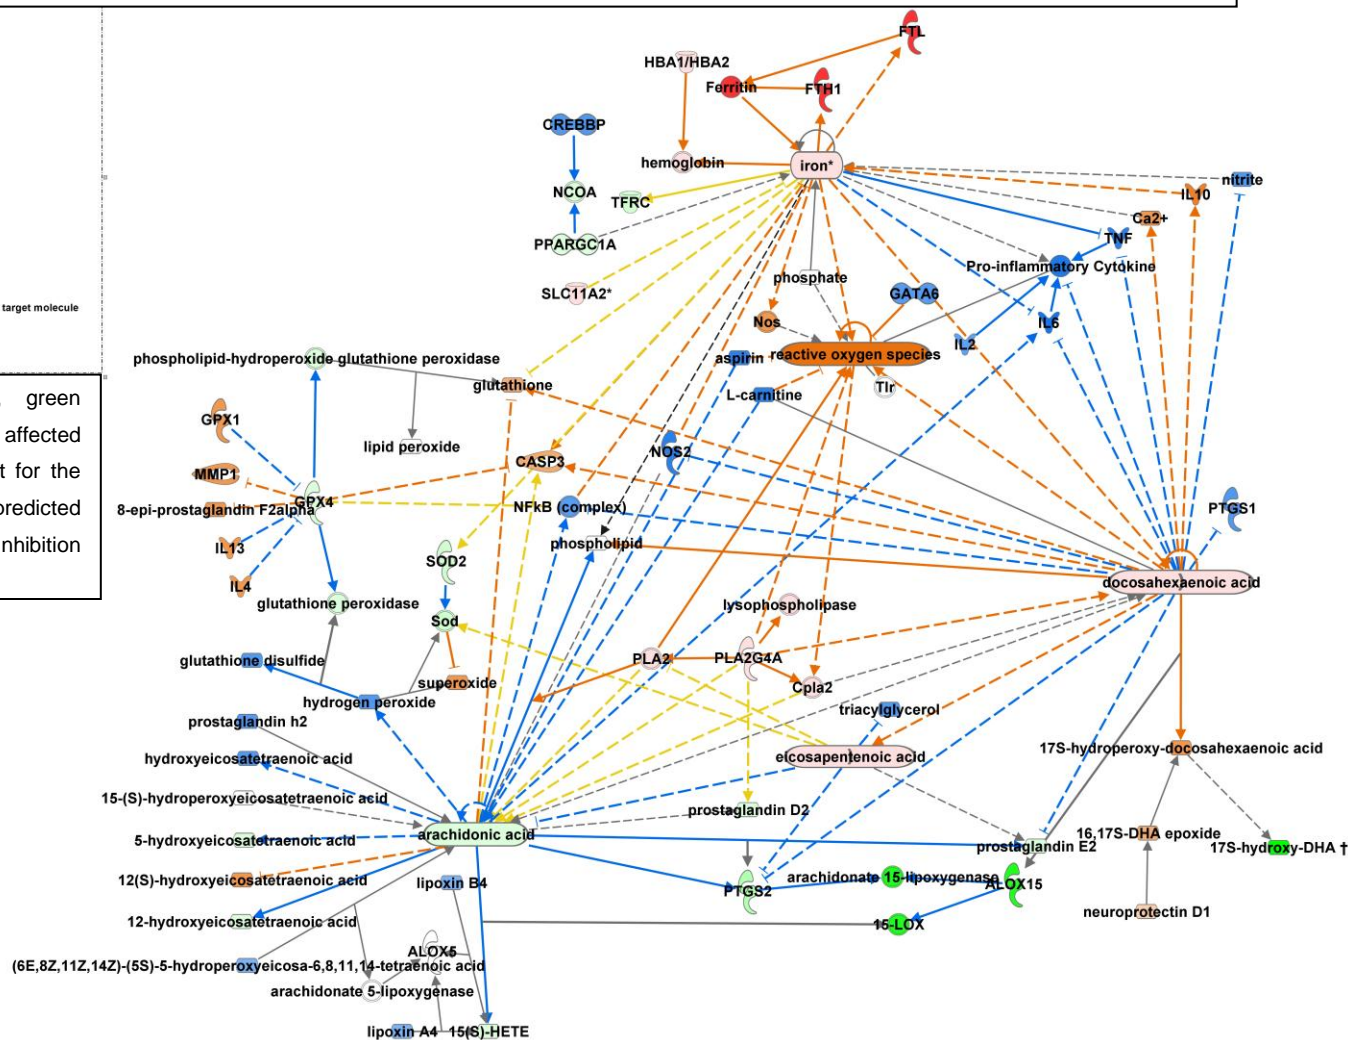 FTL
HBA1/HBA2
Ferritin
FTH1
CREBBP
hemoglobin
iron*
nitrite
NCOA
TFRC
IL10
Ca2+
PPARGC1A
TNF
phosphate
Pro-inflammatory Cytokine
SLC11A2*
GATA6
target molecule
Nos
IL6
IL2
phospholipid-hydroperoxide glutathione peroxidase
aspirin
reactive oxygen species
glutathione
Tlr
L-carnitine
green
affected
t for the
predicted
nhibition
GPX1
lipid peroxide
NOS2
CASP3
MMP1
GPX4
8-epi-prostaglandin F2alpha
NFkB (complex)
PTGS1
IL13
phospholipid
SOD2
IL4
docosahexaenoic acid
glutathione peroxidase
lysophospholipase
Sod
glutathione disulfide
PLA2
PLA2G4A
superoxide
Cpla2
hydrogen peroxide
triacylglycerol
prostaglandin h2
17S-hydroperoxy-docosahexaenoic acid
hydroxyeicosatetraenoic acid
eicosapentenoic acid
15-(S)-hydroperoxyeicosatetraenoic acid
prostaglandin D2
arachidonic acid
16,17S-DHA epoxide
5-hydroxyeicosatetraenoic acid
prostaglandin E2
17S-hydroxy-DHA †
12(S)-hydroxyeicosatetraenoic acid
lipoxin B4
arachidonate 15-lipoxygenase
ALOX15
PTGS2
neuroprotectin D1
12-hydroxyeicosatetraenoic acid
15-LOX
ALOX5
(6E,8Z,11Z,14Z)-(5S)-5-hydroperoxyeicosa-6,8,11,14-tetraenoic acid
arachidonate 5-lipoxygenase
lipoxin A4
15(S)-HETE